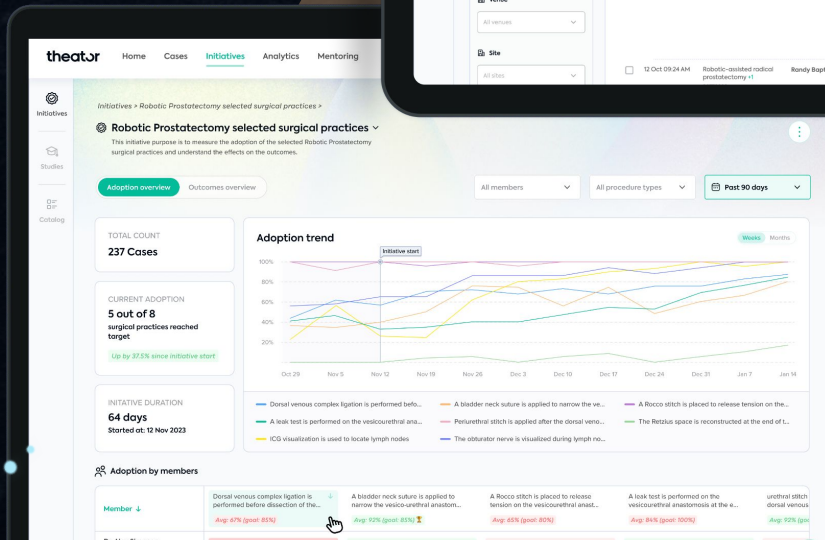 Venue
All venues
Site
All sites
12 Oct 09:24 AM
Robotic-assisted radical
prostatectomy +1
Randy Bapt
theator
Home
Cases
Initiatives
Analytics
Mentoring
Initiatives
Studies
Catalog
Initiatives > Robotic Prostatectomy selected surgical practices >
Robotic Prostatectomy selected surgical practices
This initiative purpose is to measure the adoption of the selected Robotic Prostatectomy
surgical practices and understand the effects on the outcomes.
Adoption overview
Outcomes overview
All members
All procedure types
Past 90 days
TOTAL COUNT
237 Cases
CURRENT ADOPTION
5 out of 8
surgical practices reached
target
Up by 37.5% since initiative start
INITATIVE DURATION
64 days
Started at: 12 Nov 2023
Adoption trend
Weeks
Months
Initiative start
100%
80%
60%
40%
20%
Oct 29
Nov 5
Nov 12
Nov 19
Nov 26
Dec 3
Dec 10
Dec 17
Dec 24
Dec 31
Jan 7
Jan 14
Dorsal venous complex ligation is performed befo...
A bladder neck suture is applied to narrow the ve...
A Rocco stitch is placed to release tension on the...
A leak test is performed on the vesicourethral ana...
Periurethral stitch is applied after the dorsal veno...
The Retzius space is reconstructed at the end of t...
ICG visualization is used to locate lymph nodes
The obturator nerve is visualized during lymph no...
Adoption by members
Member ↓
Dorsal venous complex ligation is
performed before dissection of the...
Avg: 67% (goal: 85%)
A bladder neck suture is applied to
narrow the vesico-urethral anastom...
Avg: 92% (goal: 85%)
A Rocco stitch is placed to release
tension on the vesicourethral anast...
Avg: 65% (goal: 80%)
A leak test is performed on the
vesicourethral anastomosis at the e...
Avg: 84% (goal: 100%)
urethral stitch
dorsal venous
Avg: 93% (goa